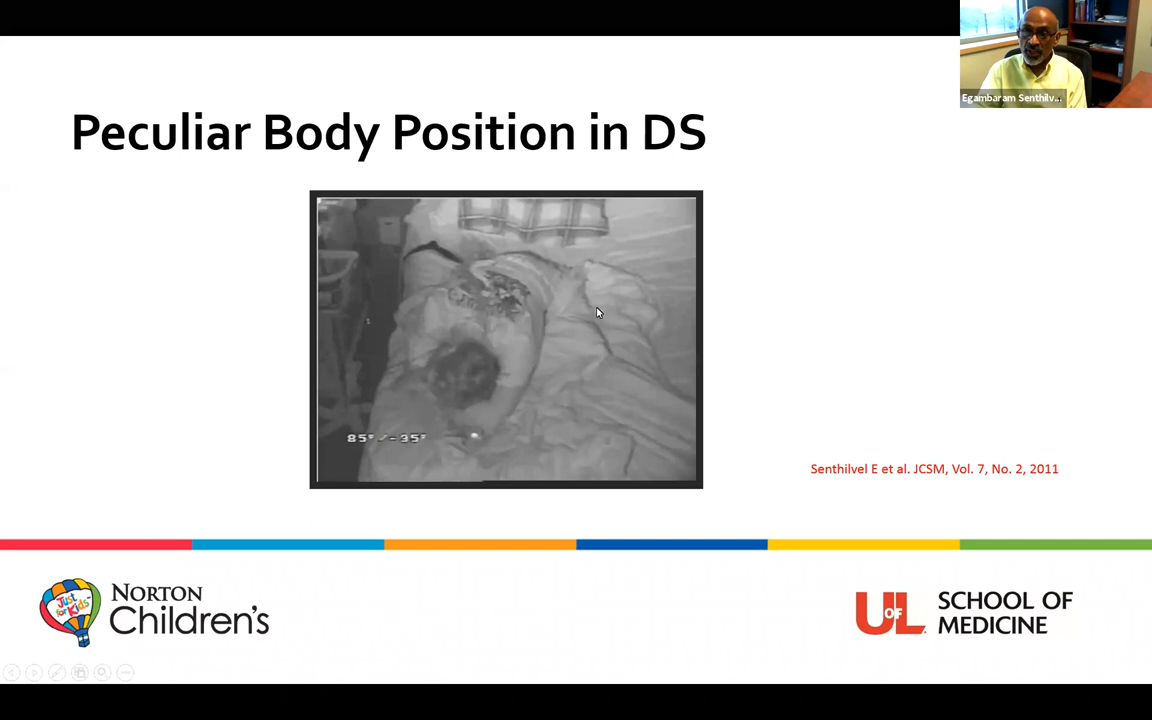 Egambaram Senthilv...
Peculiar Body Position in DS
85° / -35°
Senthilvel E et al. JCSM, Vol. 7, No. 2, 2011
Just
for Kids
NORTON
Children's
UOFL
SCHOOL OF
MEDICINE